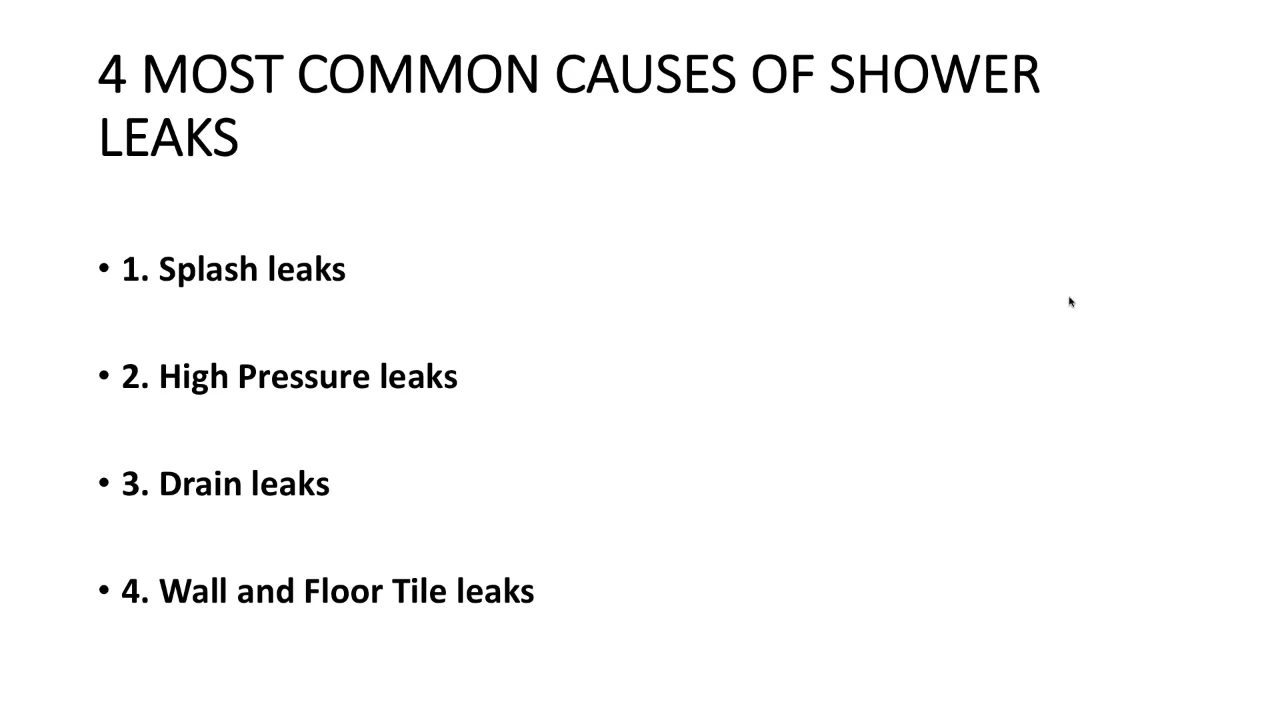 4 MOST COMMON CAUSES OF SHOWER
LEAKS
• 1. Splash leaks
• 2. High Pressure leaks
• 3. Drain leaks
• 4. Wall and Floor Tile leaks